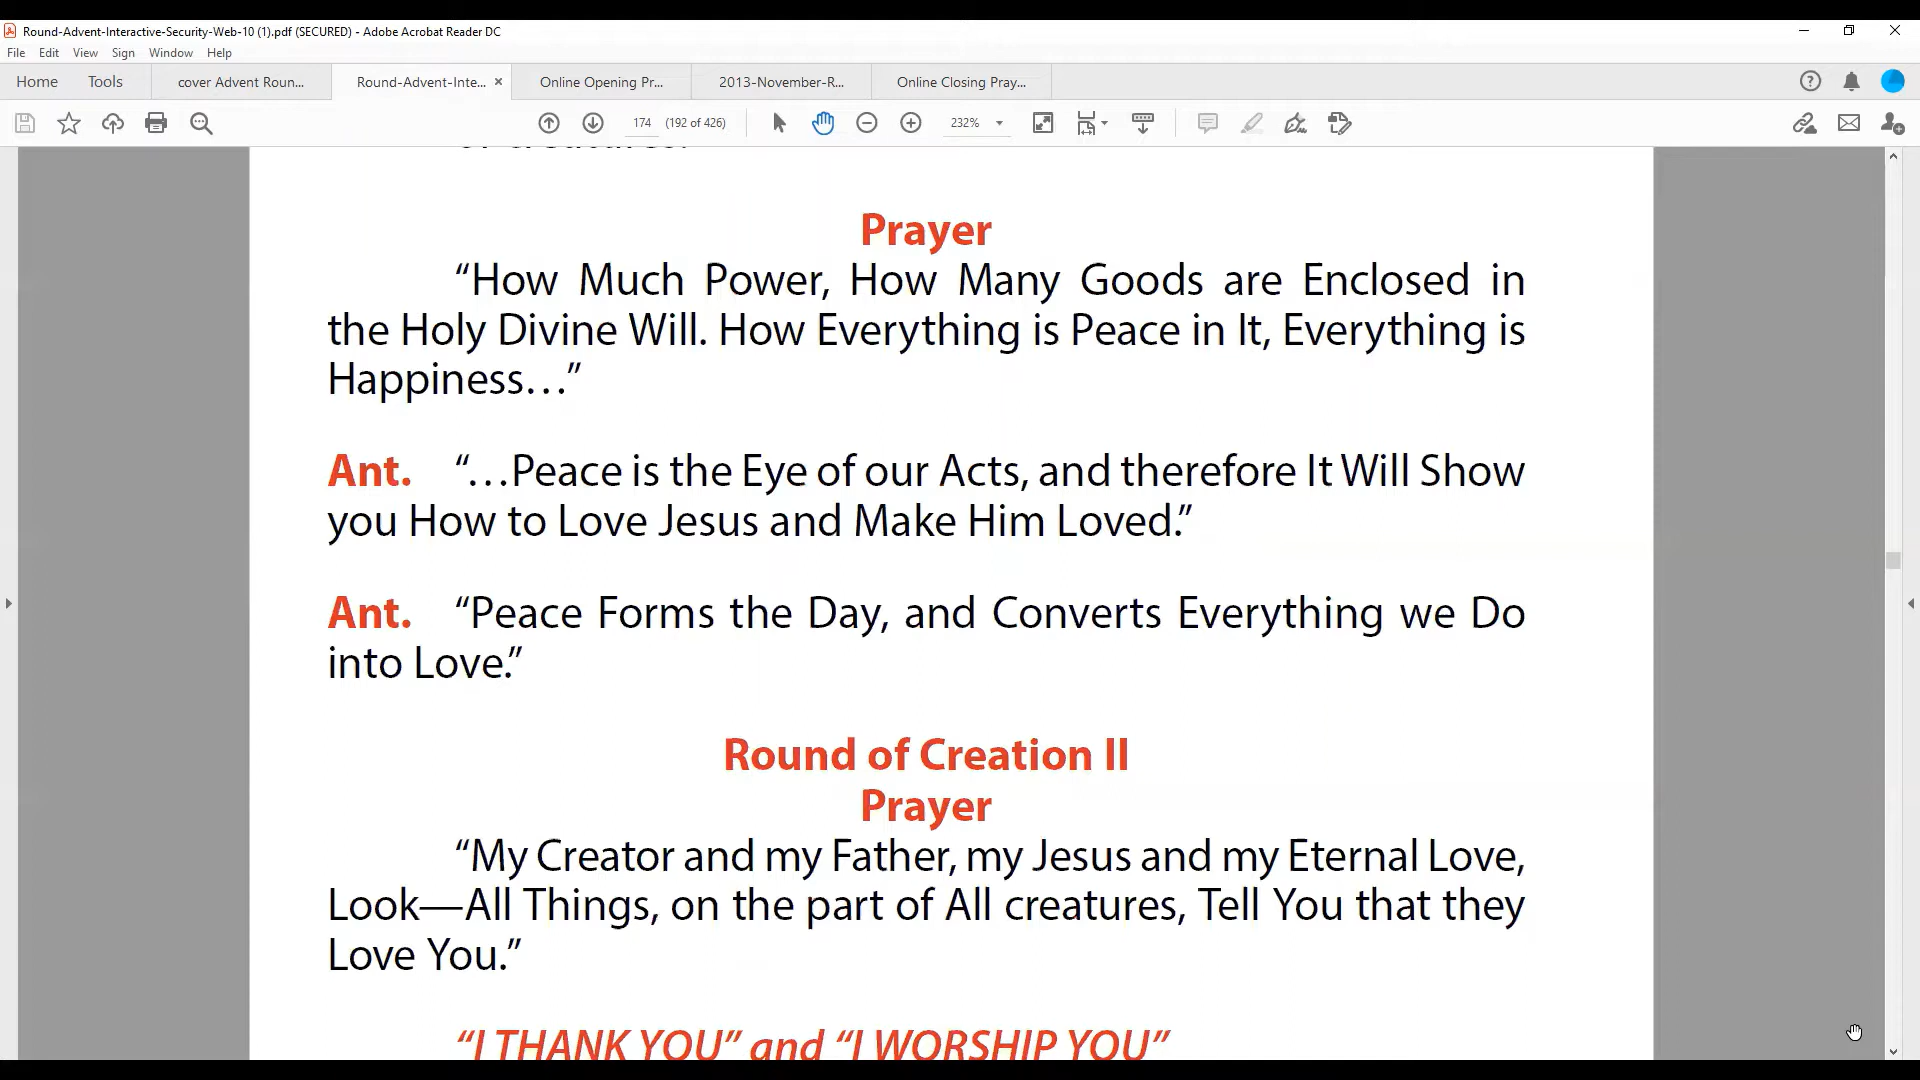 Round-Advent-Interactive-Security-Web-10 (1).pdf (SECURED) - Adobe Acrobat Reader DC
File Edit View Sign Window Help
Home Tools cover Advent Roun... Round-Advent-Inte... Online Opening Pr... 2013-November-R... Online Closing Pray...
174 (192 of 426) 232%
Prayer
“How Much Power, How Many Goods are Enclosed in
the Holy Divine Will. How Everything is Peace in It, Everything is
Happiness…”
Ant. “…Peace is the Eye of our Acts, and therefore It Will Show
you How to Love Jesus and Make Him Loved.”
Ant. “Peace Forms the Day, and Converts Everything we Do
into Love.”
Round of Creation II
Prayer
“My Creator and my Father, my Jesus and my Eternal Love,
Look—All Things, on the part of All creatures, Tell You that they
Love You.”
“I THANK YOU” and “I WORSHIP YOU”